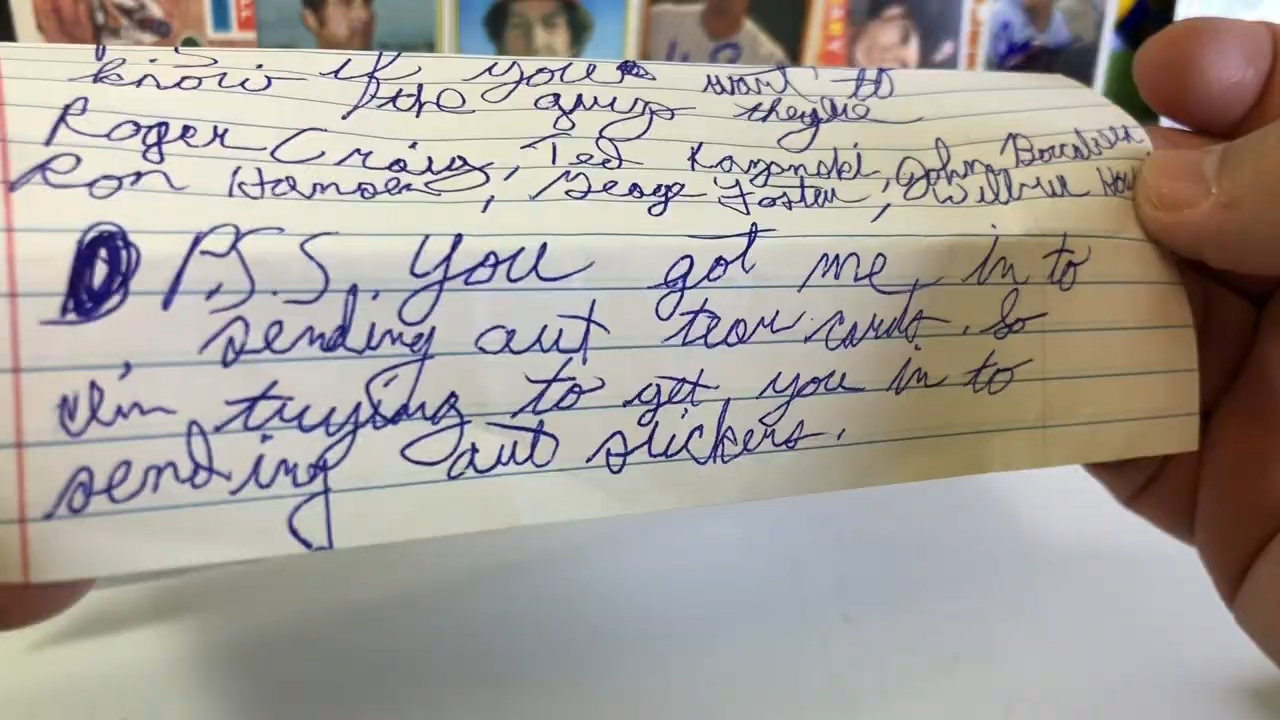 know if you want to
the guys they're
Roger Craig, Ted Kazanski, John
Ron Hansen, George Foster, Wilbur
P.S.S. You got me in to
sending out team cards. So
I'm trying to get you in to
sending out stickers.